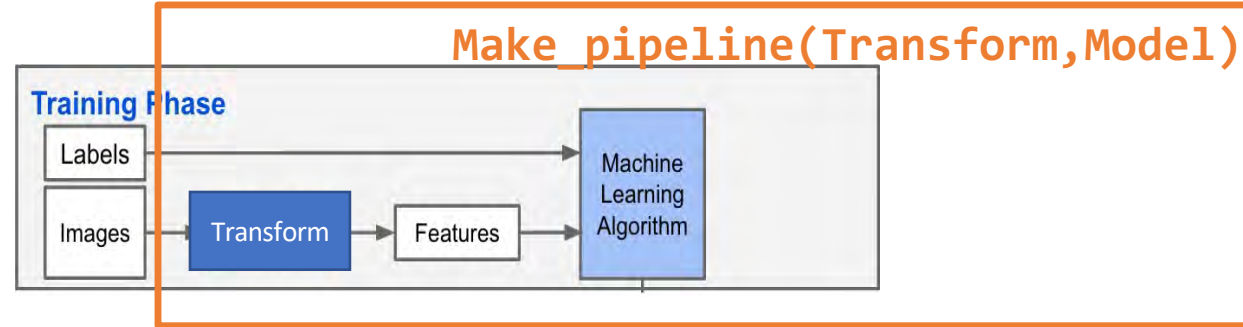 Make_pipeline(Transform,Model)
Training Phase
Labels
Images
Transform
Features
Machine
Learning
Algorithm